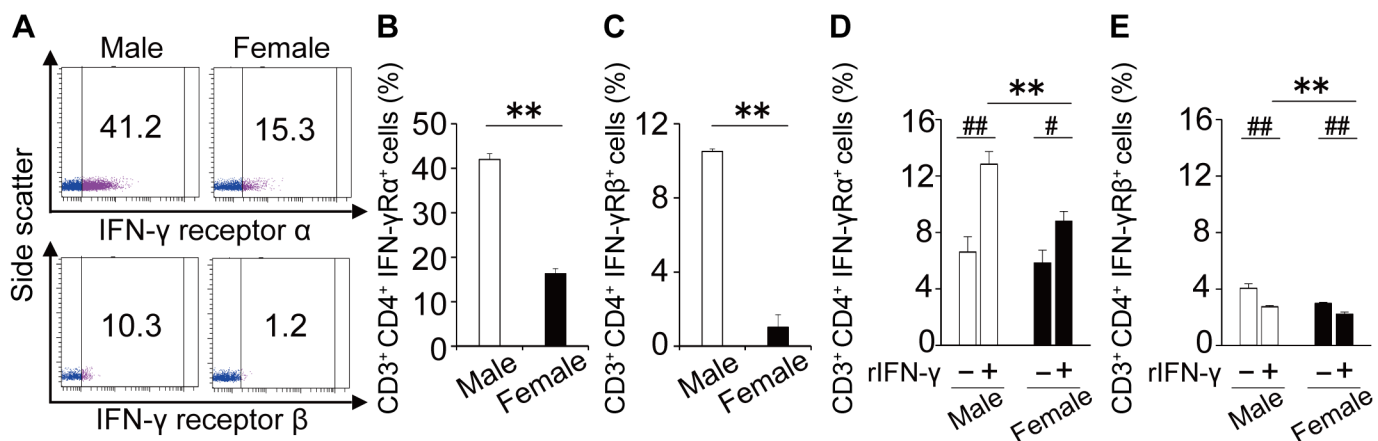 A
Male Female
41.2 15.3
IFN-γ receptor α
10.3 1.2
IFN-γ receptor β
Side scatter
B
CD3⁺ CD4⁺ IFN-γRα⁺ cells (%)
50
40
30
20
10
0
**
Male Female
C
CD3⁺ CD4⁺ IFN-γRβ⁺ cells (%)
12
8
4
0
**
Male Female
D
CD3⁺ CD4⁺ IFN-γRα⁺ cells (%)
16
12
8
4
0
**
## #
rIFN-γ − + − +
Male Female
E
CD3⁺ CD4⁺ IFN-γRβ⁺ cells (%)
16
12
8
4
0
**
## ##
rIFN-γ − + − +
Male Female